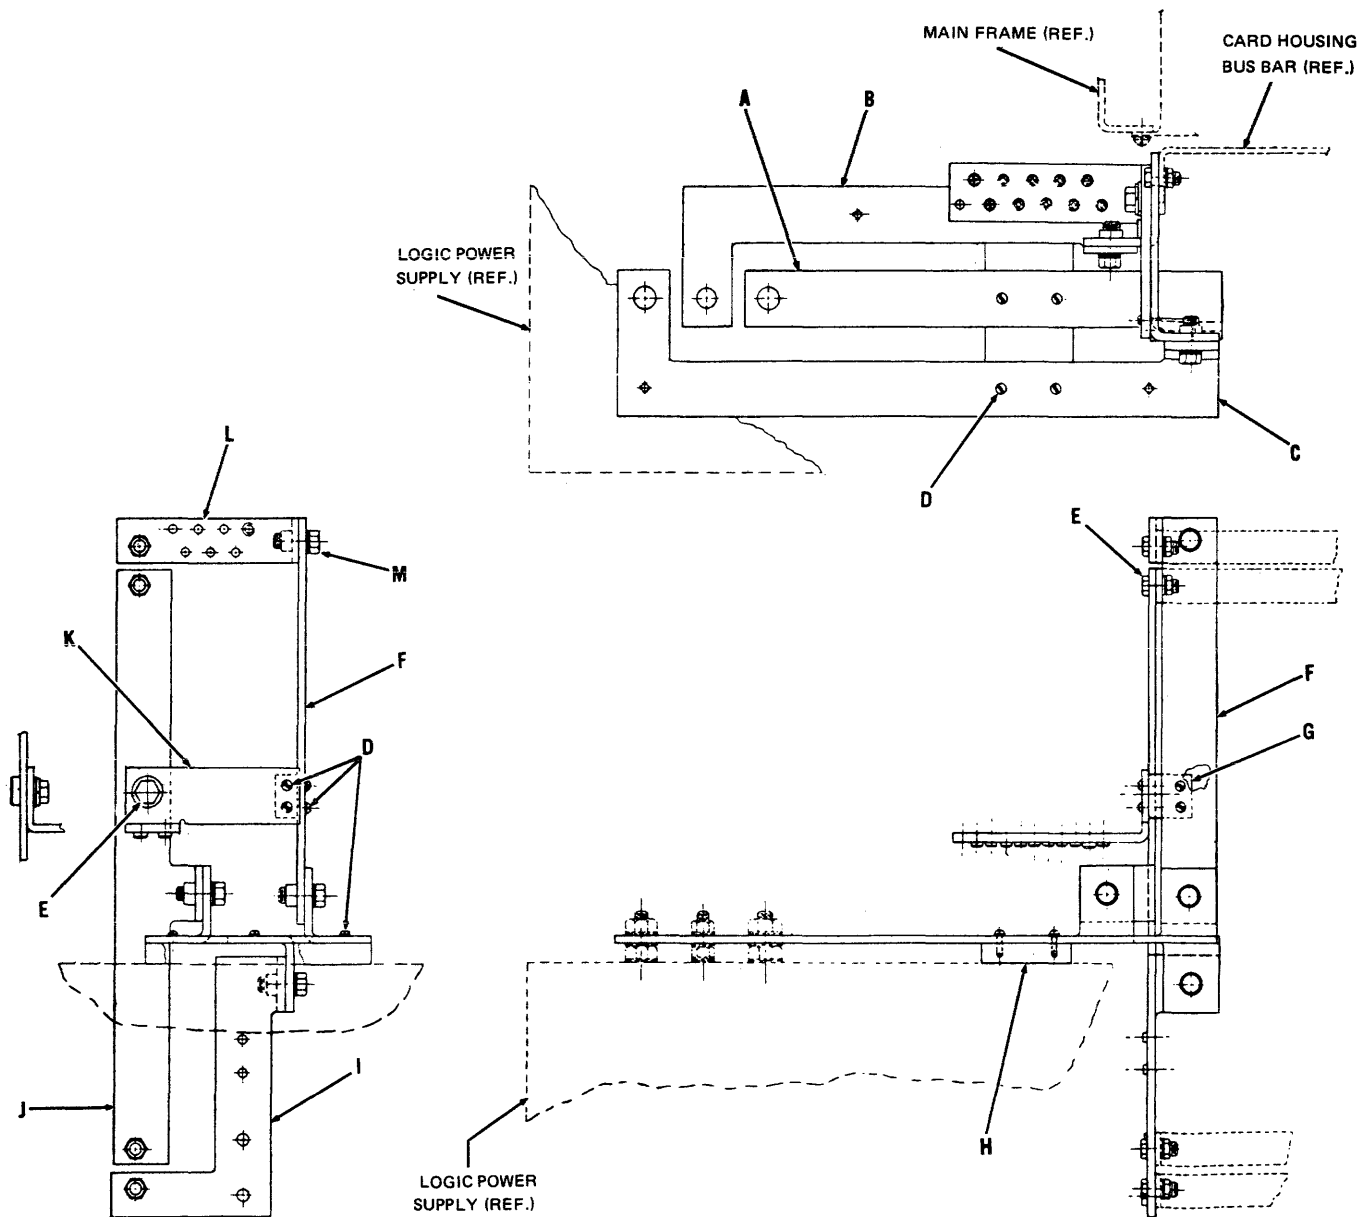 MAIN FRAME (REF.)
CARD HOUSING
BUS BAR (REF.)
A
B
LOGIC POWER
SUPPLY (REF.)
C
D
L
E
M
K
F
F
D
G
E
J
I
H
LOGIC POWER
SUPPLY (REF.)